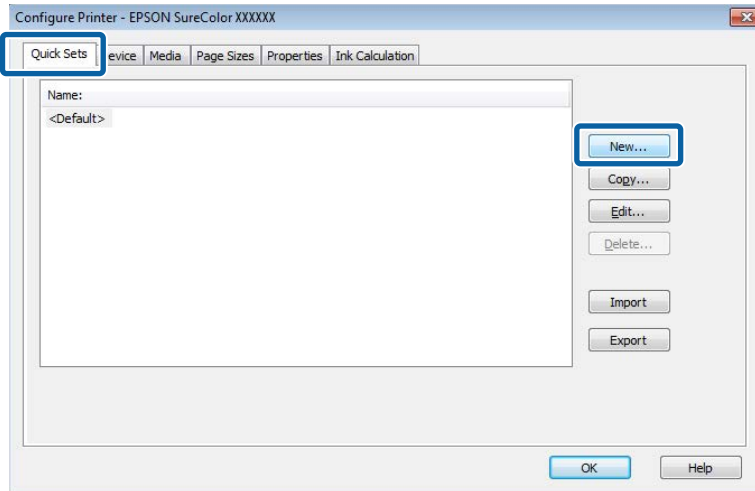 Configure Printer - EPSON SureColor XXXXXX
Quick Sets evice Media Page Sizes Properties Ink Calculation
Name:
<Default>
New...
Copy...
Edit...
Delete...
Import
Export
OK Help